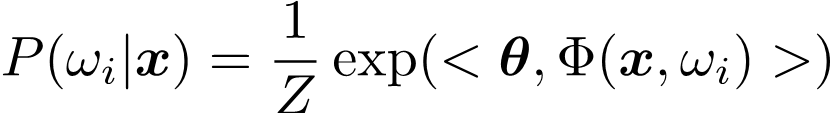 P(ωᵢ|𝒙) = 1/Z exp(< 𝜽, Φ(𝒙, ωᵢ) >)